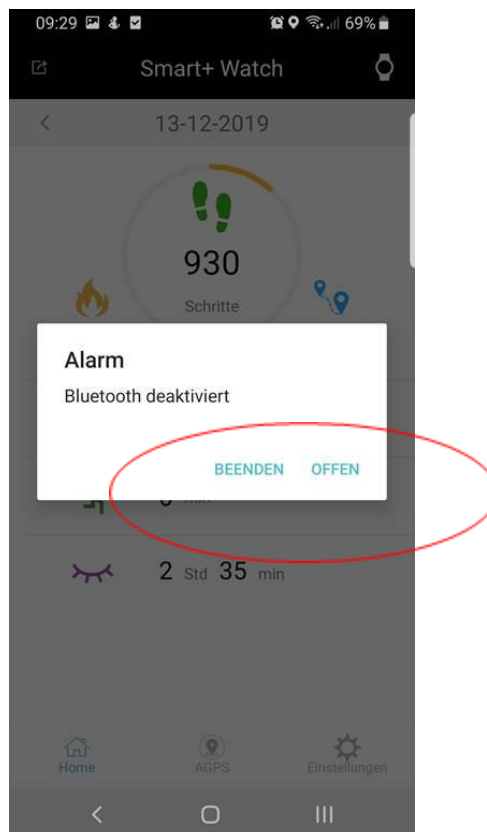 09:29 69%
Smart+ Watch
13-12-2019
930
Schritte
Alarm
Bluetooth deaktiviert
BEENDEN OFFEN
min
2 Std 35 min
Home AGPS Einstellungen